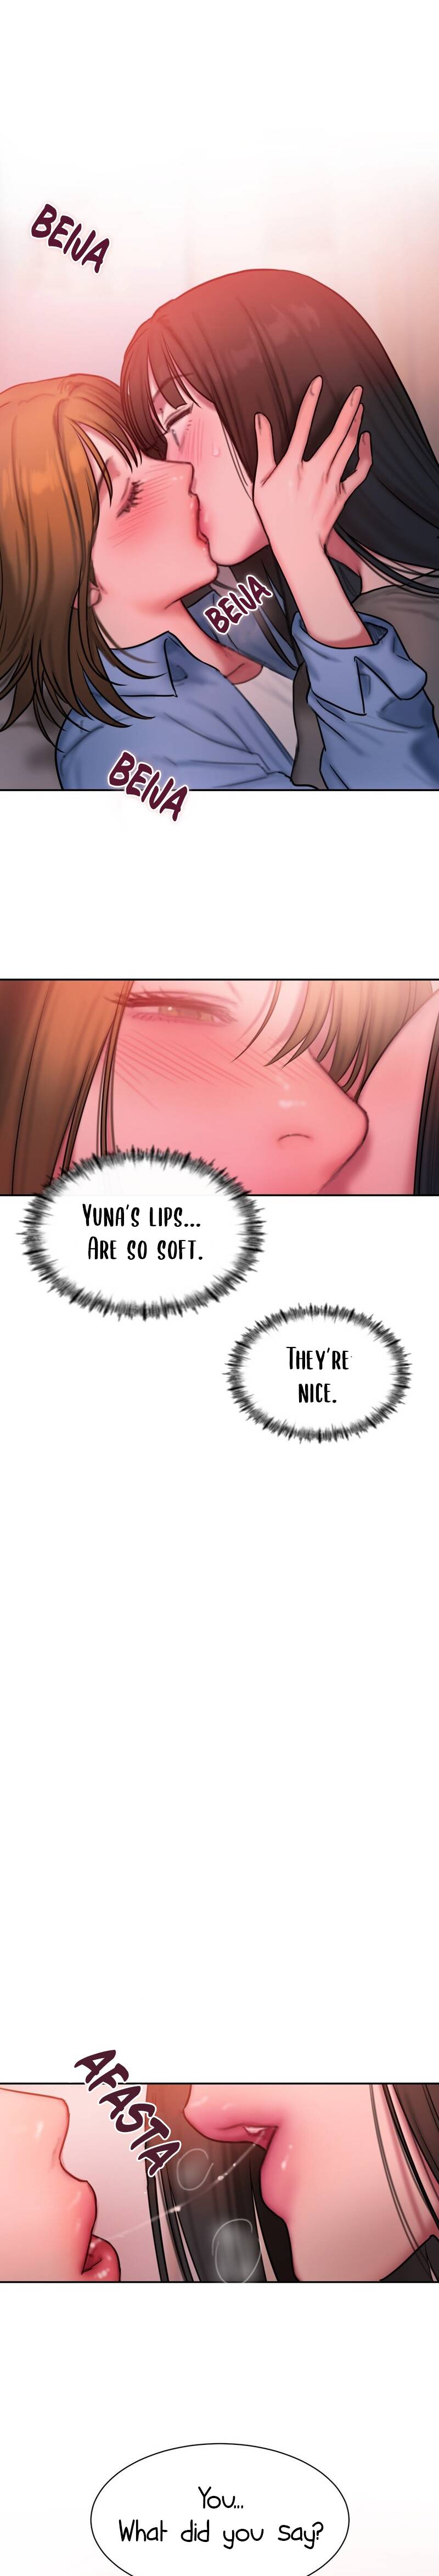 BEIJA
BEIJA
BEIJA
YUNA'S LIPS...
ARE SO SOFT.
THEY'RE
NICE.
AFASTA
You...
What did you say?